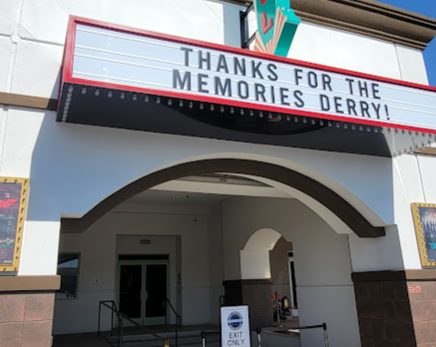 THANKS FOR THE
MEMORIES DERRY!
EXIT
ONLY